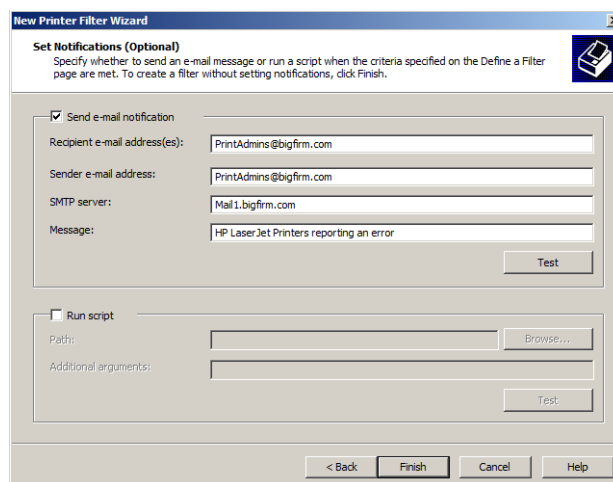 New Printer Filter Wizard
Set Notifications (Optional)
Specify whether to send an e-mail message or run a script when the criteria specified on the Define a Filter
page are met. To create a filter without setting notifications, click Finish.
Send e-mail notification
Recipient e-mail address(es):
PrintAdmins@bigfirm.com
Sender e-mail address:
PrintAdmins@bigfirm.com
SMTP server:
Mail1.bigfirm.com
Message:
HP LaserJet Printers reporting an error
Test
Run script
Path:
Browse...
Additional arguments:
Test
< Back
Finish
Cancel
Help